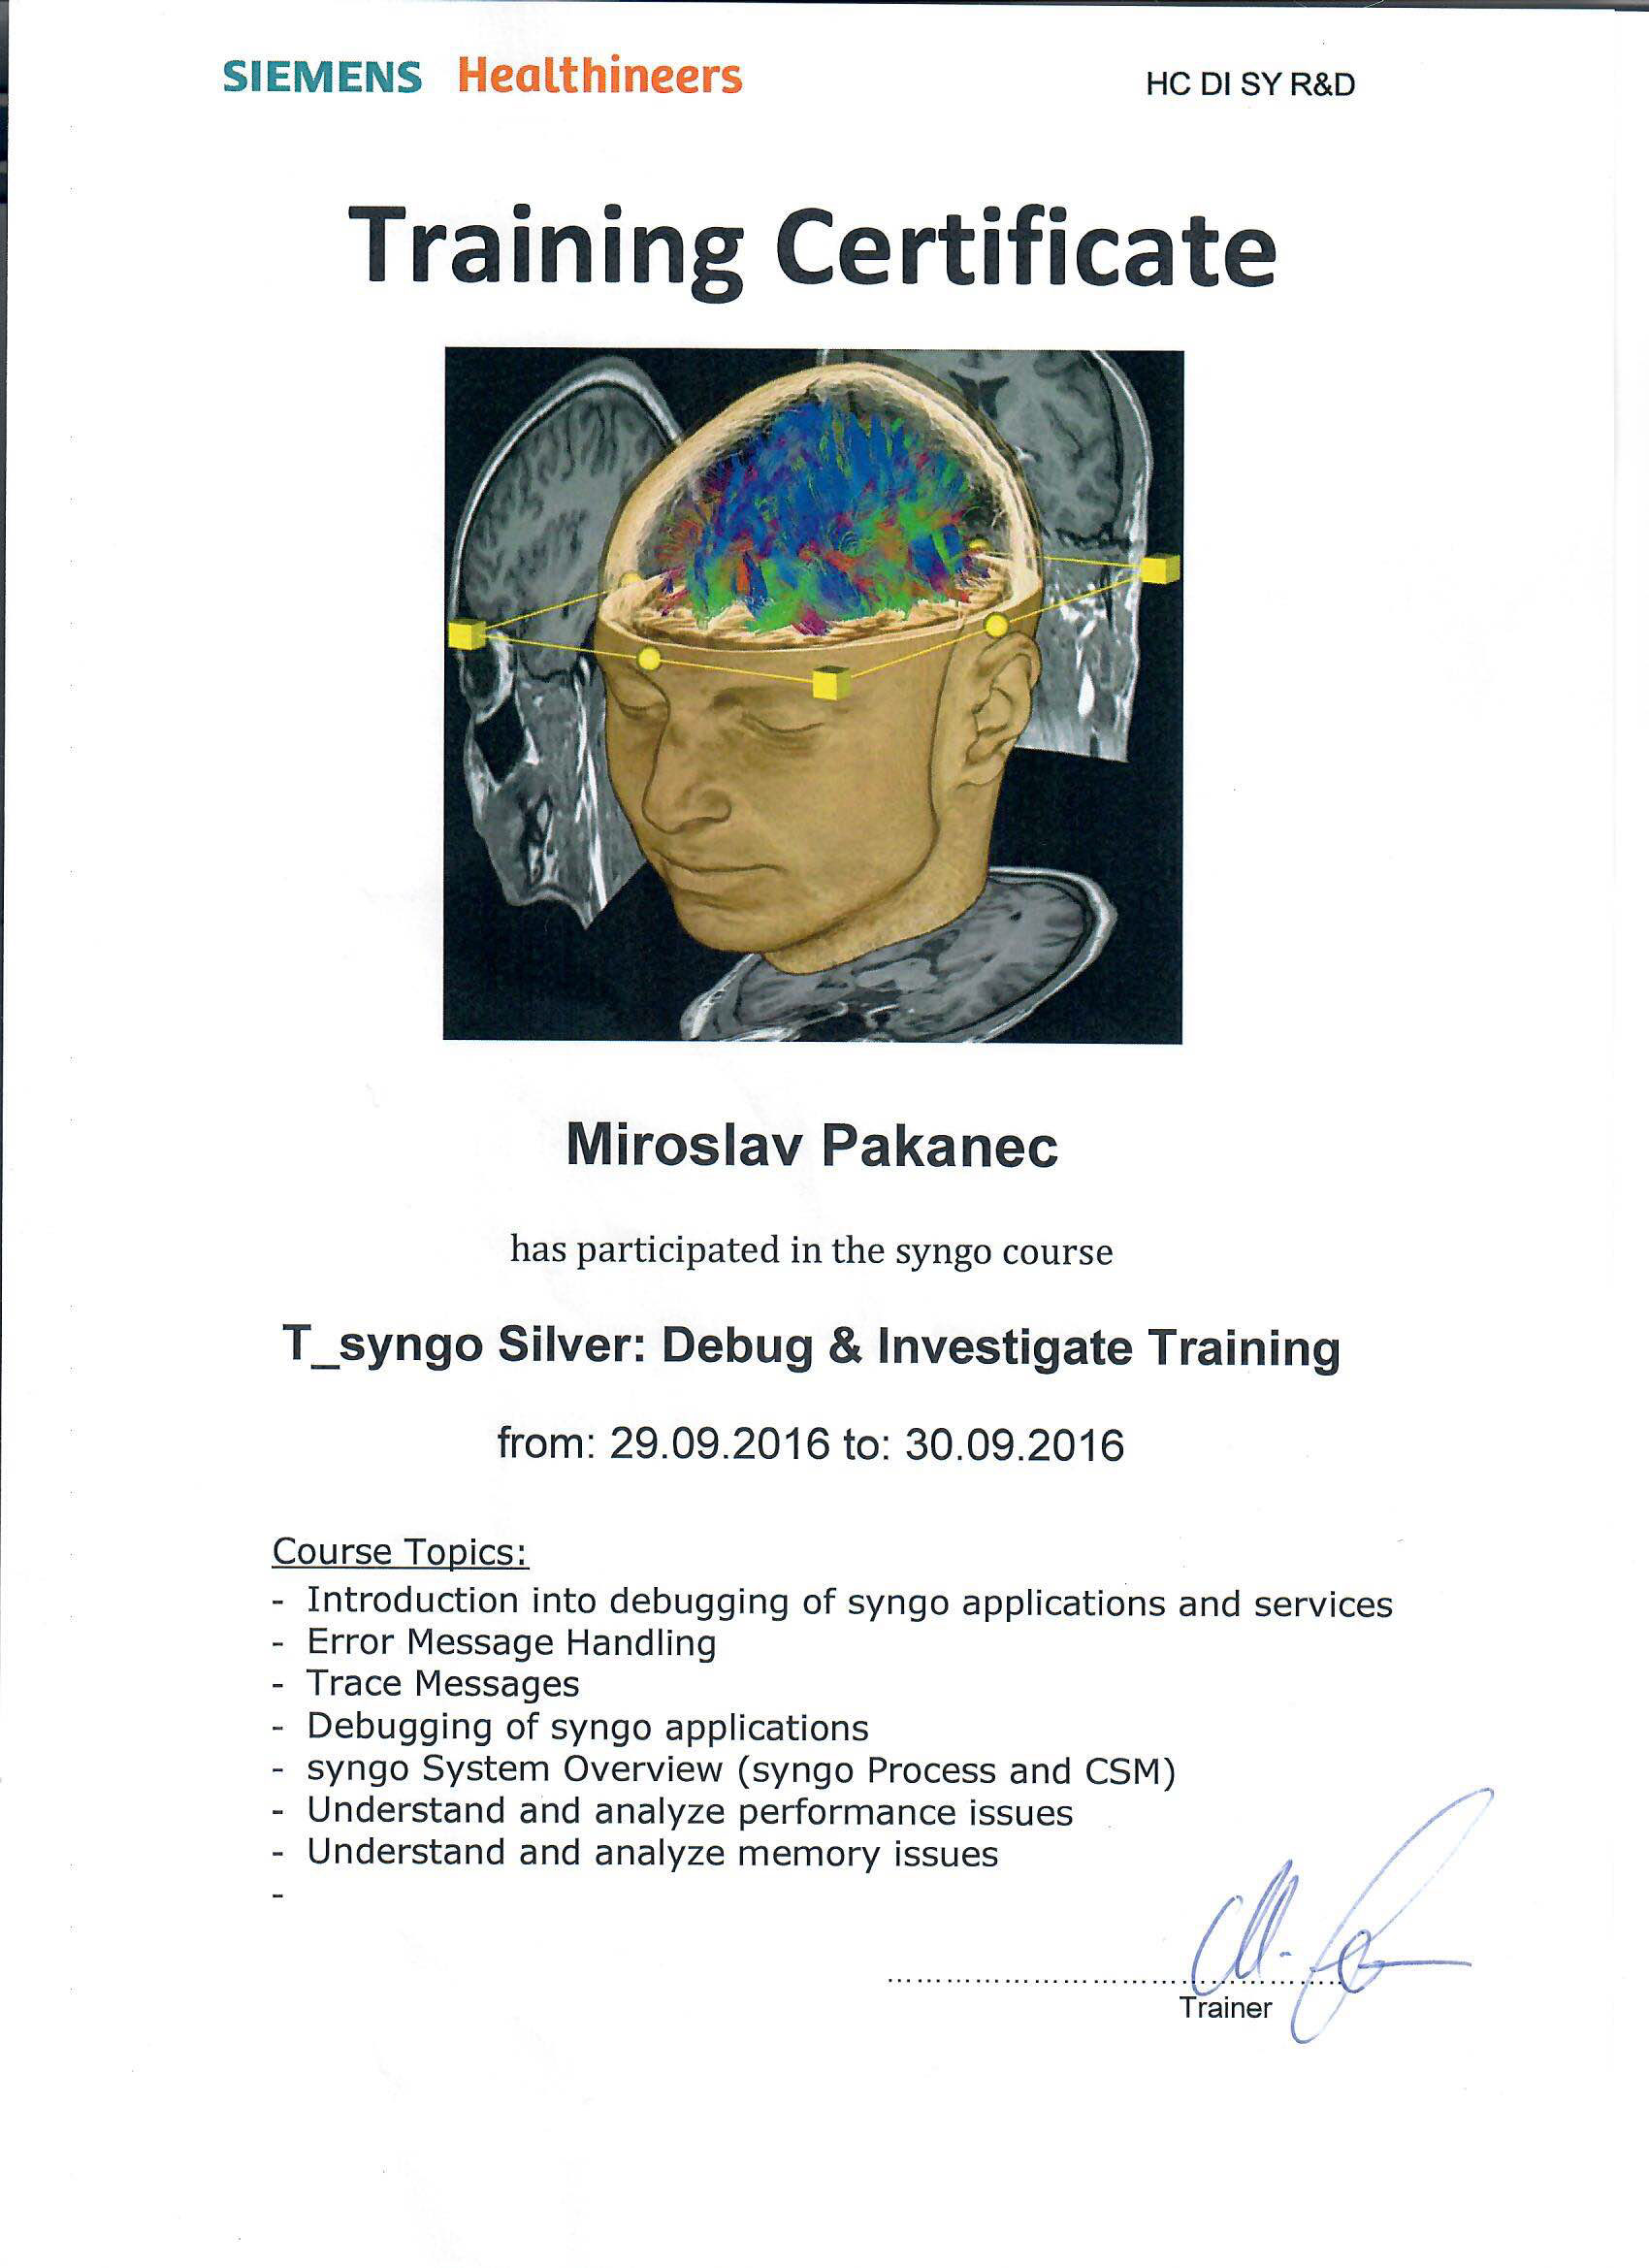 SIEMENS Healthineers
HC DI SY R&D
Training Certificate
Miroslav Pakanec
has participated in the syngo course
T_syngo Silver: Debug & Investigate Training
from: 29.09.2016 to: 30.09.2016
Course Topics:
- Introduction into debugging of syngo applications and services
- Error Message Handling
- Trace Messages
- Debugging of syngo applications
- syngo System Overview (syngo Process and CSM)
- Understand and analyze performance issues
- Understand and analyze memory issues
-
Trainer